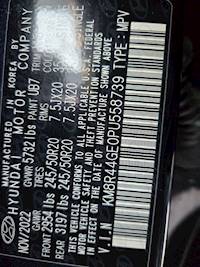 MANUFACTURED IN KOREA BY
HYUNDAI MOTOR COMPANY
NOV/2022 PAINT UB7
GVWR 5732 lbs
GAWR
FRONT 2954 lbs 245/50R20 7.5JX20
REAR 3197 lbs 245/50R20 7.5JX20
THIS VEHICLE CONFORMS TO ALL APPLICABLE U.S.A. FEDERAL
MOTOR VEHICLE SAFETY, BUMPER, AND THEFT PREVENTION STANDARDS
IN EFFECT ON THE DATE OF MANUFACTURE SHOWN ABOVE.
V.I.N KM8R44GE0PU558739 TYPE: MPV